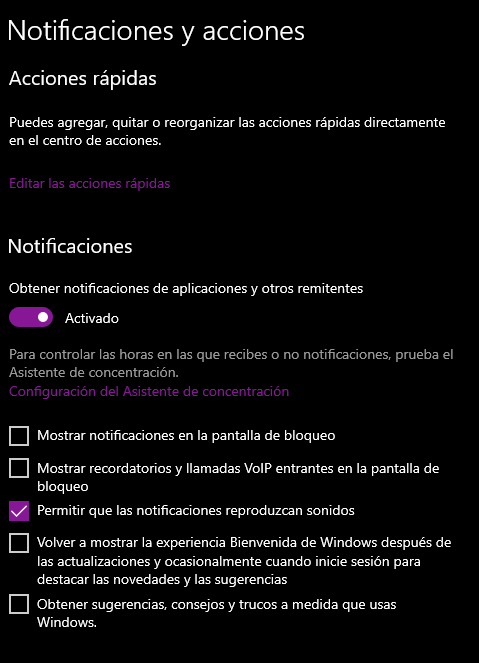 Notificaciones y acciones
Acciones rápidas
Puedes agregar, quitar o reorganizar las acciones rápidas directamente
en el centro de acciones.
Editar las acciones rápidas
Notificaciones
Obtener notificaciones de aplicaciones y otros remitentes
Activado
Para controlar las horas en las que recibes o no notificaciones, prueba el
Asistente de concentración.
Configuración del Asistente de concentración
Mostrar notificaciones en la pantalla de bloqueo
Mostrar recordatorios y llamadas VoIP entrantes en la pantalla de
bloqueo
Permitir que las notificaciones reproduzcan sonidos
Volver a mostrar la experiencia Bienvenida de Windows después de
las actualizaciones y ocasionalmente cuando inicie sesión para
destacar las novedades y las sugerencias
Obtener sugerencias, consejos y trucos a medida que usas
Windows.